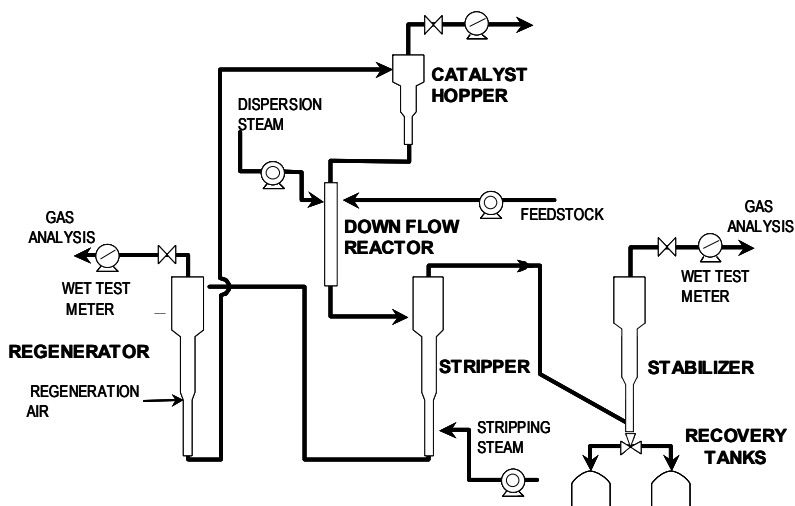 CATALYST
HOPPER
DISPERSION
STEAM
FEEDSTOCK
DOWN FLOW
REACTOR
GAS
ANALYSIS
WET TEST
METER
GAS
ANALYSIS
WET TEST
METER
REGENERATOR
STRIPPER
STABILIZER
REGENERATION
AIR
STRIPPING
STEAM
RECOVERY
TANKS